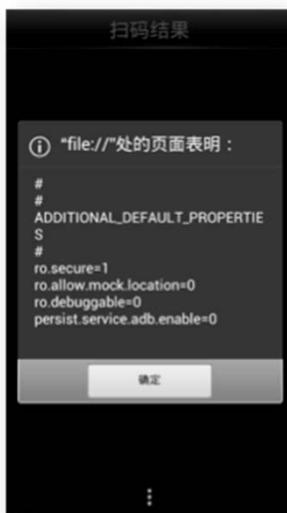 扫码结果
"file://"处的页面表明：
#
#
ADDITIONAL_DEFAULT_PROPERTIE
S
#
ro.secure=1
ro.allow.mock.location=0
ro.debuggable=0
persist.service.adb.enable=0
确定